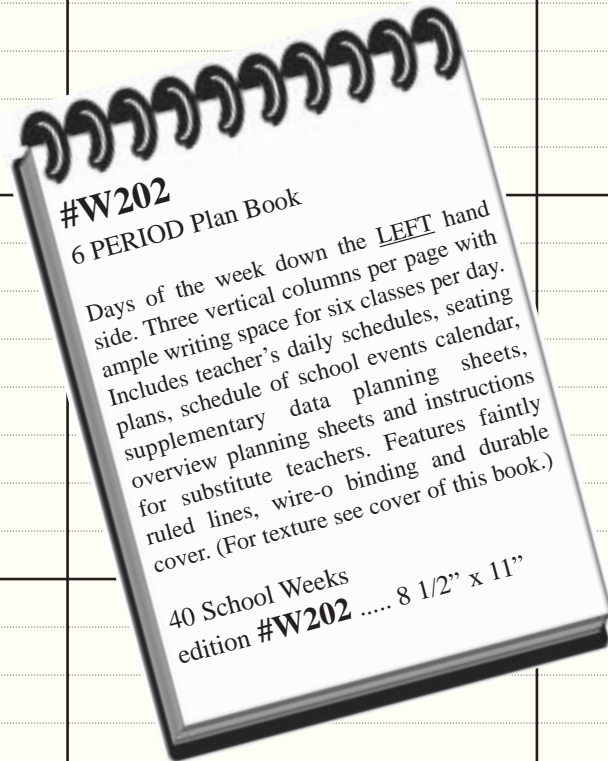 #W202
6 PERIOD Plan Book
Days of the week down the LEFT hand
side. Three vertical columns per page with
ample writing space for six classes per day.
Includes teacher’s daily schedules, seating
plans, schedule of school events calendar,
supplementary data planning sheets,
overview planning sheets and instructions
for substitute teachers. Features faintly
ruled lines, wire-o binding and durable
cover. (For texture see cover of this book.)
40 School Weeks
edition #W202 ..... 8 1/2” x 11”